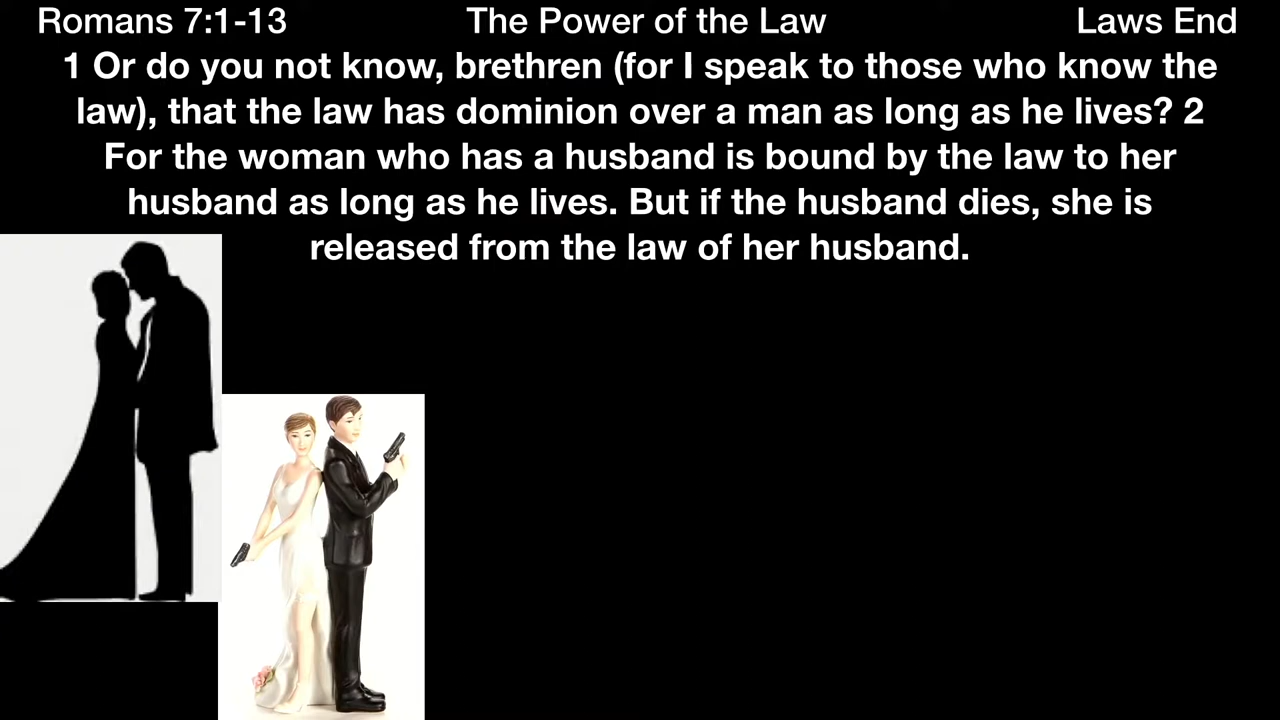 Romans 7:1-13 The Power of the Law Laws End
1 Or do you not know, brethren (for I speak to those who know the
law), that the law has dominion over a man as long as he lives? 2
For the woman who has a husband is bound by the law to her
husband as long as he lives. But if the husband dies, she is
released from the law of her husband.